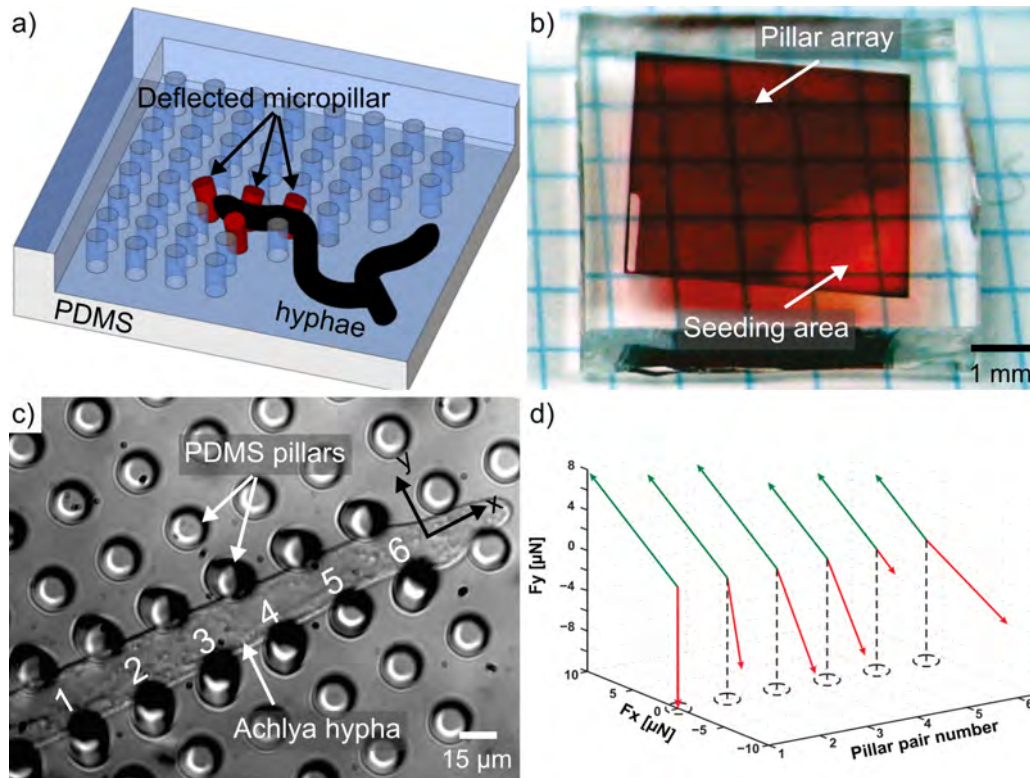 a)
Deflected micropillar
PDMS
hyphae
b)
Pillar array
Seeding area
1 mm
c)
PDMS pillars
y
x
6
5
4
3
2
1
Achlya hypha
15 µm
d)
8
4
0
-4
-8
Fy [µN]
10
5
0
-5
-10
Fx [µN]
1
2
3
4
5
6
Pillar pair number